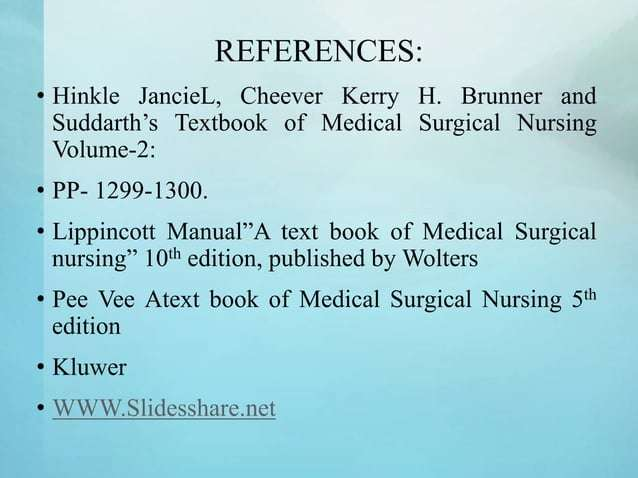 REFERENCES:
• Hinkle JancieL, Cheever Kerry H. Brunner and
Suddarth’s Textbook of Medical Surgical Nursing
Volume-2:
• PP- 1299-1300.
• Lippincott Manual”A text book of Medical Surgical
nursing” 10th edition, published by Wolters
• Pee Vee Atext book of Medical Surgical Nursing 5th
edition
• Kluwer
• WWW.Slidesshare.net